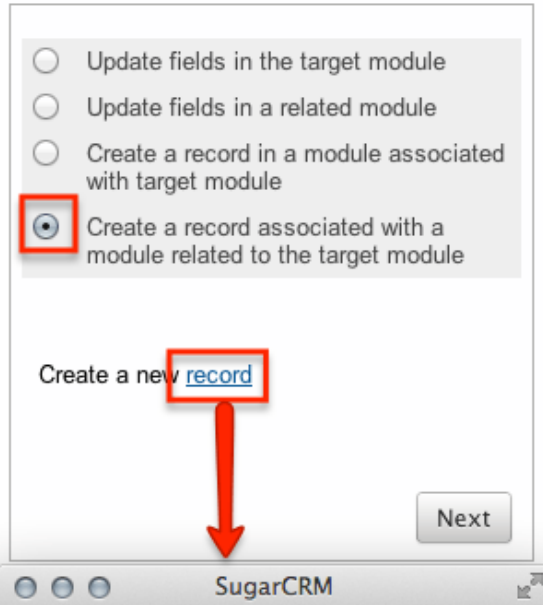 Update fields in the target module
Update fields in a related module
Create a record in a module associated
with target module
Create a record associated with a
module related to the target module
Create a new record
Next
SugarCRM